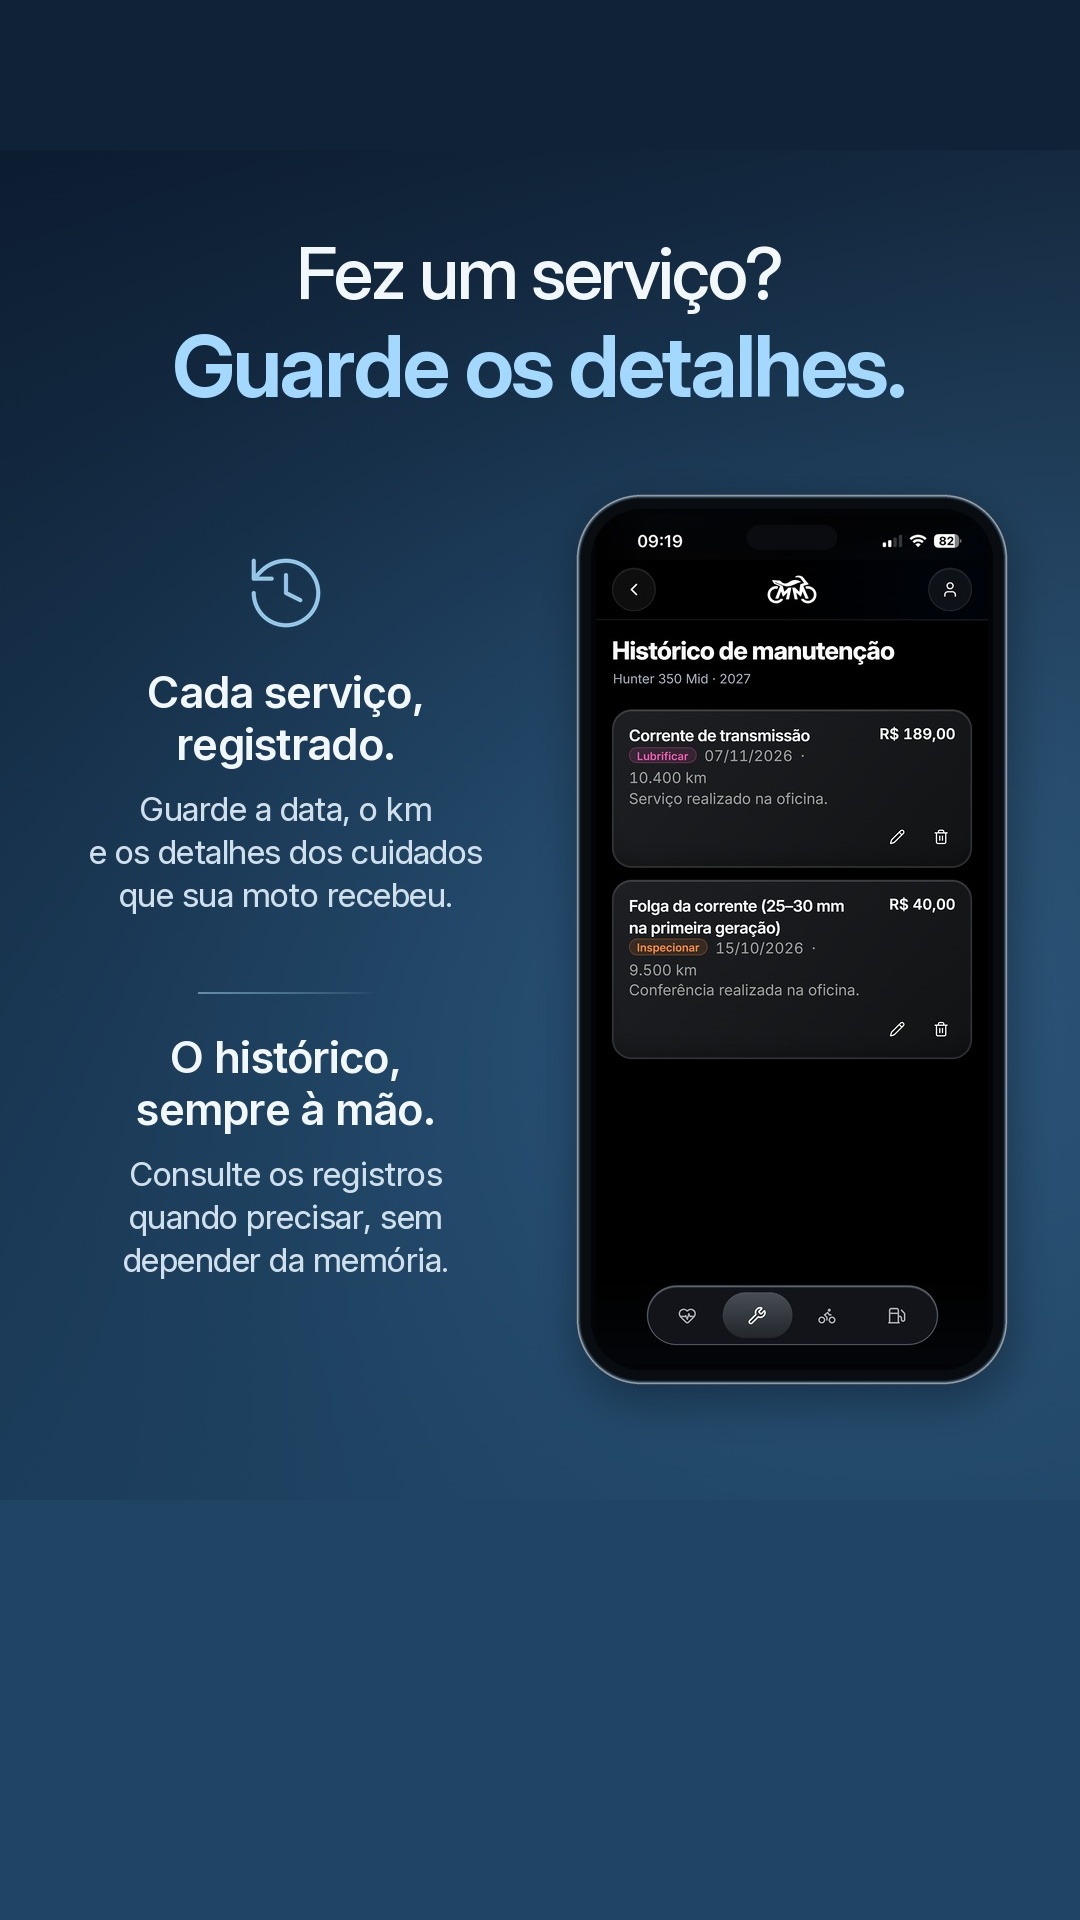 Fez um serviço?
Guarde os detalhes.
Cada serviço,
registrado.
Guarde a data, o km
e os detalhes dos cuidados
que sua moto recebeu.
O histórico,
sempre à mão.
Consulte os registros
quando precisar, sem
depender da memória.
09:19
82
MM
Histórico de manutenção
Hunter 350 Mid · 2027
Corrente de transmissão
R$ 189,00
Lubrificar 07/11/2026 ·
10.400 km
Serviço realizado na oficina.
Folga da corrente (25–30 mm
na primeira geração)
R$ 40,00
Inspecionar 15/10/2026 ·
9.500 km
Conferência realizada na oficina.